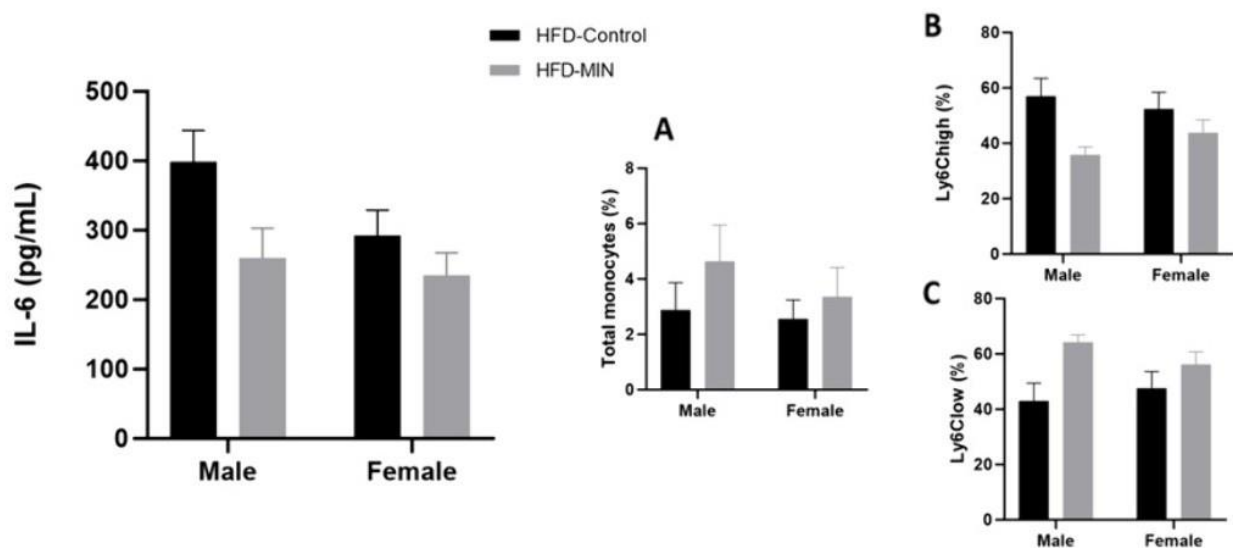 HFD-Control
HFD-MIN
IL-6 (pg/mL)
500
400
300
200
100
0
Male Female
A
Total monocytes (%)
8
6
4
2
0
Male Female
B
Ly6Chigh (%)
80
60
40
20
0
Male Female
C
Ly6Clow (%)
80
60
40
20
0
Male Female